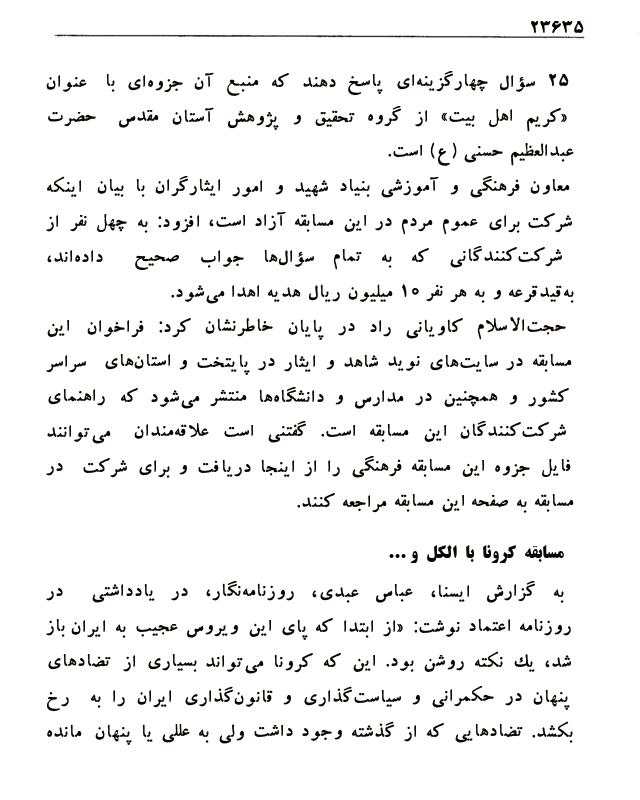 ۲۳۶۳۵
۲۵ سؤال چهارگزینه‌ای پاسخ دهند که منبع آن جزوه‌ای با عنوان
«کریم اهل بیت» از گروه تحقیق و پژوهش آستان مقدس حضرت
عبدالعظیم حسنی (ع) است.
معاون فرهنگی و آموزشی بنیاد شهید و امور ایثارگران با بیان اینکه
شرکت برای عموم مردم در این مسابقه آزاد است، افزود: به چهل نفر از
شرکت‌کنندگانی که به تمام سؤال‌ها جواب صحیح داده‌اند،
به‌قیدقرعه و به هر نفر ۱۰ میلیون ریال هدیه اهدا می‌شود.
حجت‌الاسلام کاویانی راد در پایان خاطرنشان کرد: فراخوان این
مسابقه در سایت‌های نوید شاهد و ایثار در پایتخت و استان‌های سراسر
کشور و همچنین در مدارس و دانشگاه‌ها منتشر می‌شود که راهنمای
شرکت‌کنندگان این مسابقه است. گفتنی است علاقه‌مندان می‌توانند
فایل جزوه این مسابقه فرهنگی را از اینجا دریافت و برای شرکت در
مسابقه به صفحه این مسابقه مراجعه کنند.
مسابقه کرونا با الکل و...
به گزارش ایسنا، عباس عبدی، روزنامه‌نگار، در یادداشتی در
روزنامه اعتماد نوشت: «از ابتدا که پای این ویروس عجیب به ایران باز
شد، یك نکته روشن بود. این که کرونا می‌تواند بسیاری از تضادهای
پنهان در حکمرانی و سیاست‌گذاری و قانون‌گذاری ایران را به رخ
بکشد. تضادهایی که از گذشته وجود داشت ولی به عللی یا پنهان مانده